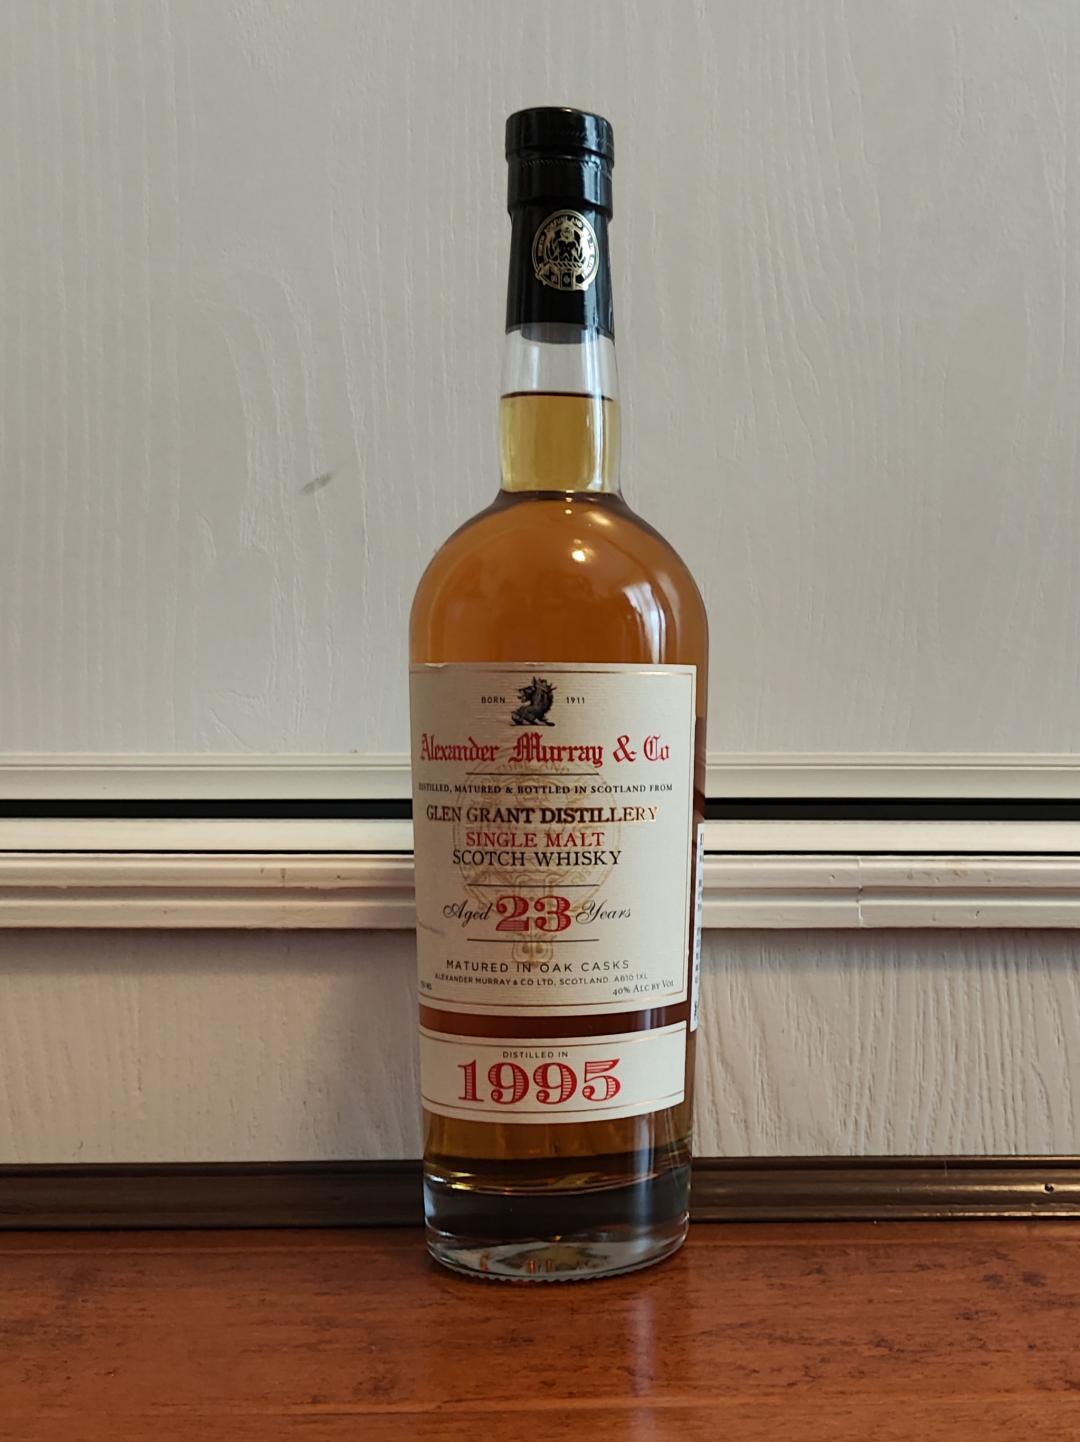 BORN 1911
Alexander Murray & Co
DISTILLED, MATURED & BOTTLED IN SCOTLAND FROM
GLEN GRANT DISTILLERY
SINGLE MALT
SCOTCH WHISKY
Aged 23 Years
MATURED IN OAK CASKS
ALEXANDER MURRAY & CO LTD, SCOTLAND. AB10 1XL
40% ALC BY VOL
DISTILLED IN
1995